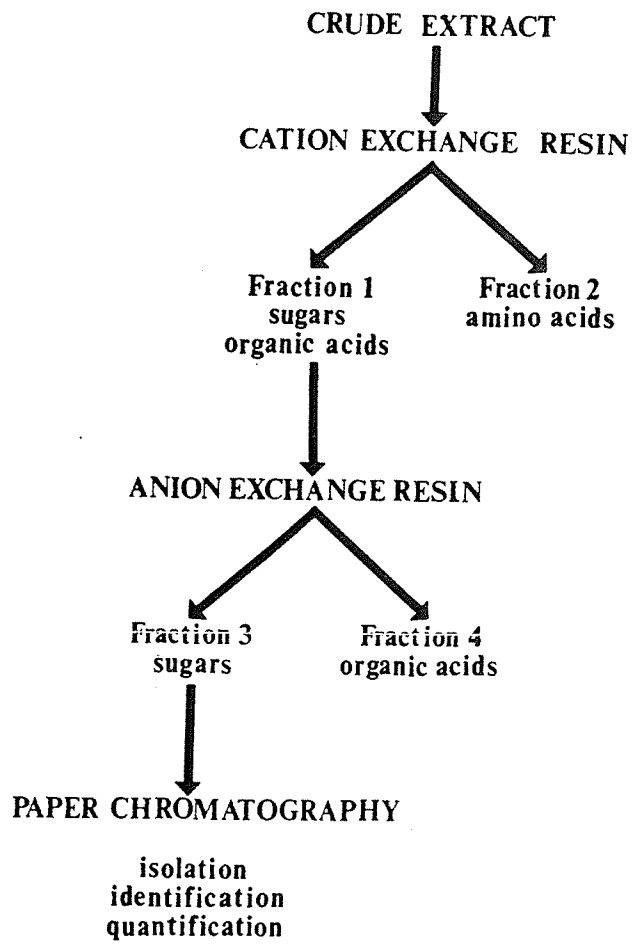 CRUDE EXTRACT
CATION EXCHANGE RESIN
Fraction 1
sugars
organic acids
Fraction 2
amino acids
ANION EXCHANGE RESIN
Fraction 3
sugars
Fraction 4
organic acids
PAPER CHROMATOGRAPHY
isolation
identification
quantification